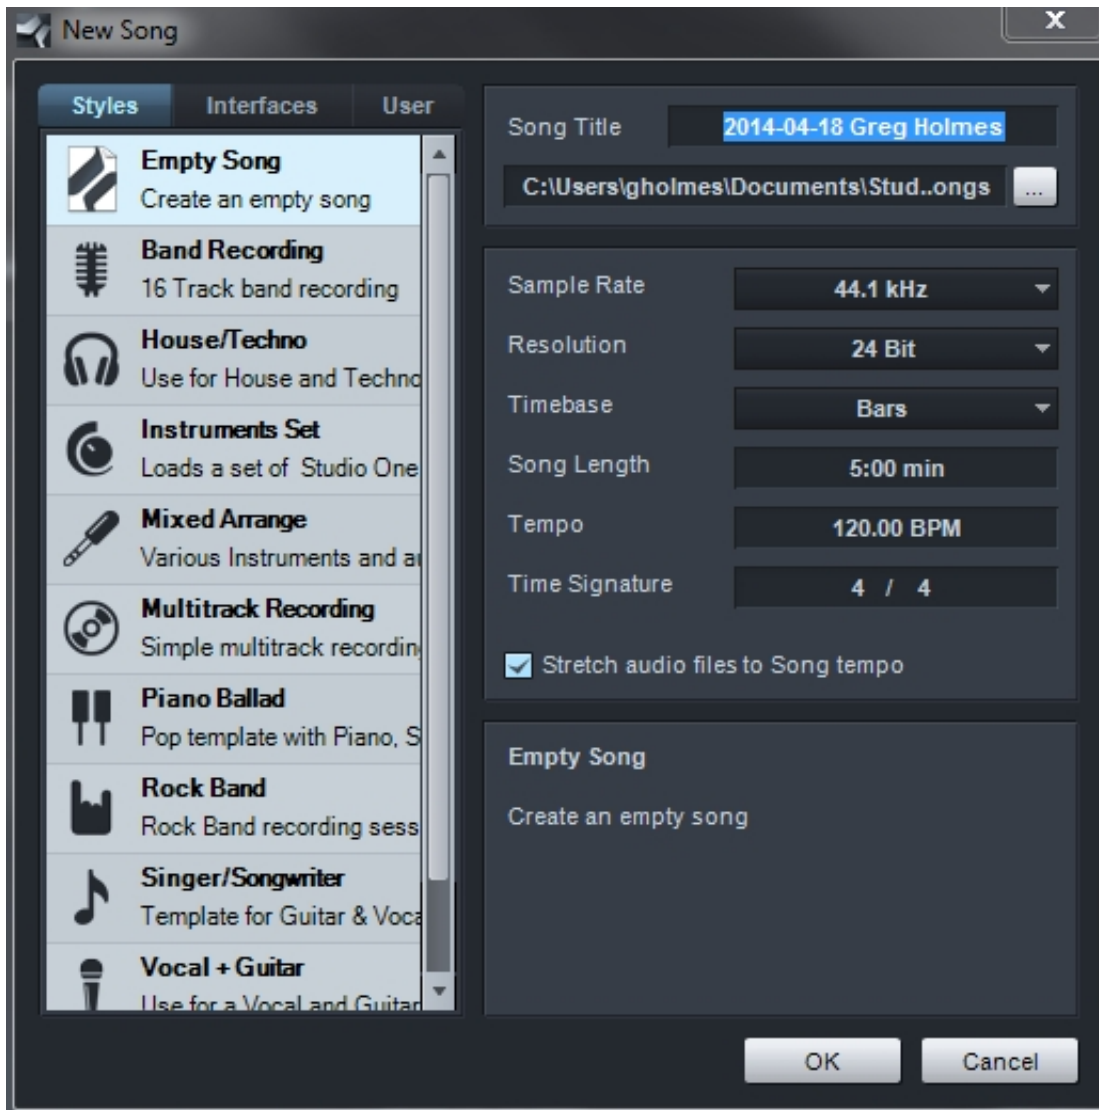 New Song
X
Styles Interfaces User
Empty Song
Create an empty song
Band Recording
16 Track band recording
House/Techno
Use for House and Techno
Instruments Set
Loads a set of Studio One
Mixed Arrange
Various Instruments and
Multitrack Recording
Simple multitrack recording
Piano Ballad
Pop template with Piano, S
Rock Band
Rock Band recording sess
Singer/Songwriter
Template for Guitar & Voca
Vocal + Guitar
Use for a Vocal and Guitar
Song Title 2014-04-18 Greg Holmes
C:\Users\gholmes\Documents\Stud..ongs ...
Sample Rate 44.1 kHz
Resolution 24 Bit
Timebase Bars
Song Length 5:00 min
Tempo 120.00 BPM
Time Signature 4 / 4
Stretch audio files to Song tempo
Empty Song
Create an empty song
OK Cancel